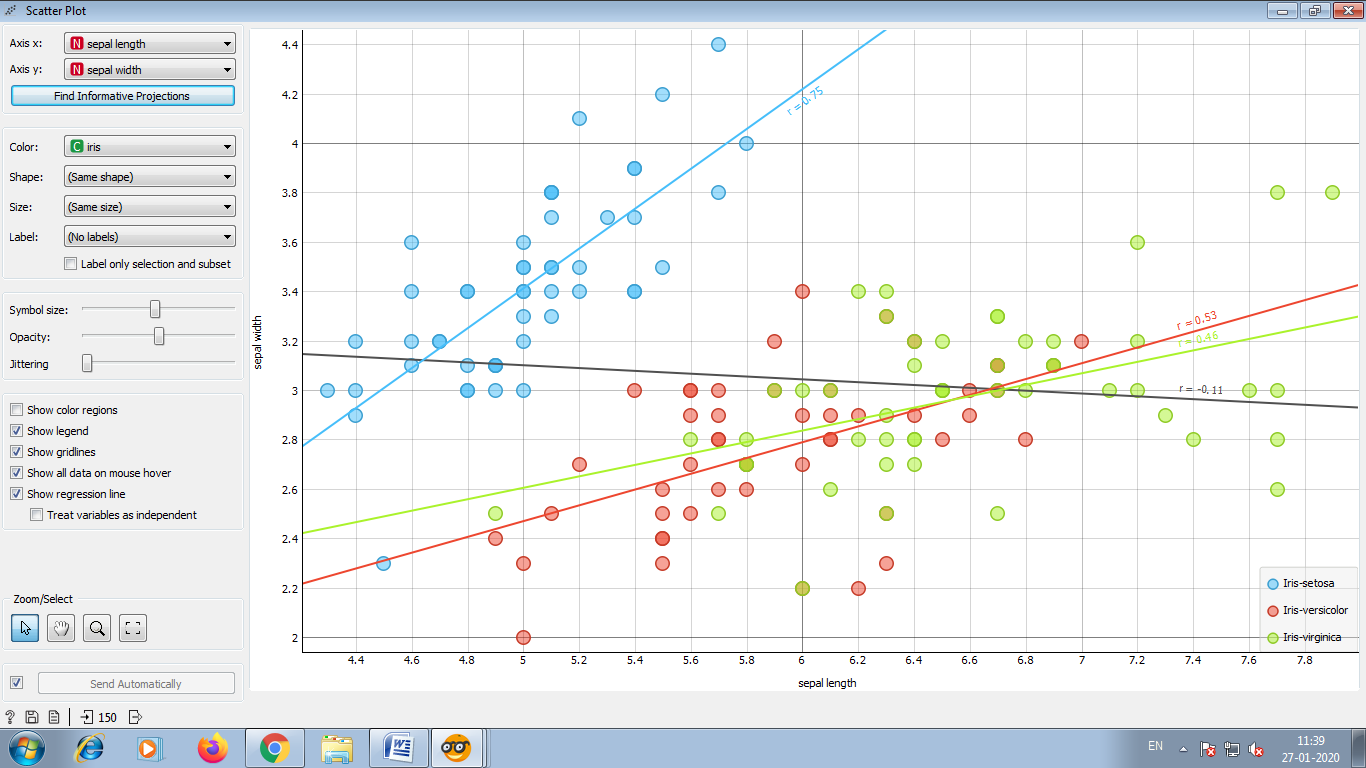 Scatter Plot
Axis x: N sepal length
Axis y: N sepal width
Find Informative Projections
Color: C iris
Shape: (Same shape)
Size: (Same size)
Label: (No labels)
Label only selection and subset
Symbol size:
Opacity:
Jittering
Show color regions
Show legend
Show gridlines
Show all data on mouse hover
Show regression line
Treat variables as independent
Zoom/Select
Send Automatically
? 150
sepal width
4.4
4.2
4
3.8
3.6
3.4
3.2
3
2.8
2.6
2.4
2.2
2
r = 0.75
r = 0.53
r = 0.46
r = -0.11
Iris-setosa
Iris-versicolor
Iris-virginica
4.4 4.6 4.8 5 5.2 5.4 5.6 5.8 6 6.2 6.4 6.6 6.8 7 7.2 7.4 7.6 7.8
sepal length
EN
11:39
27-01-2020